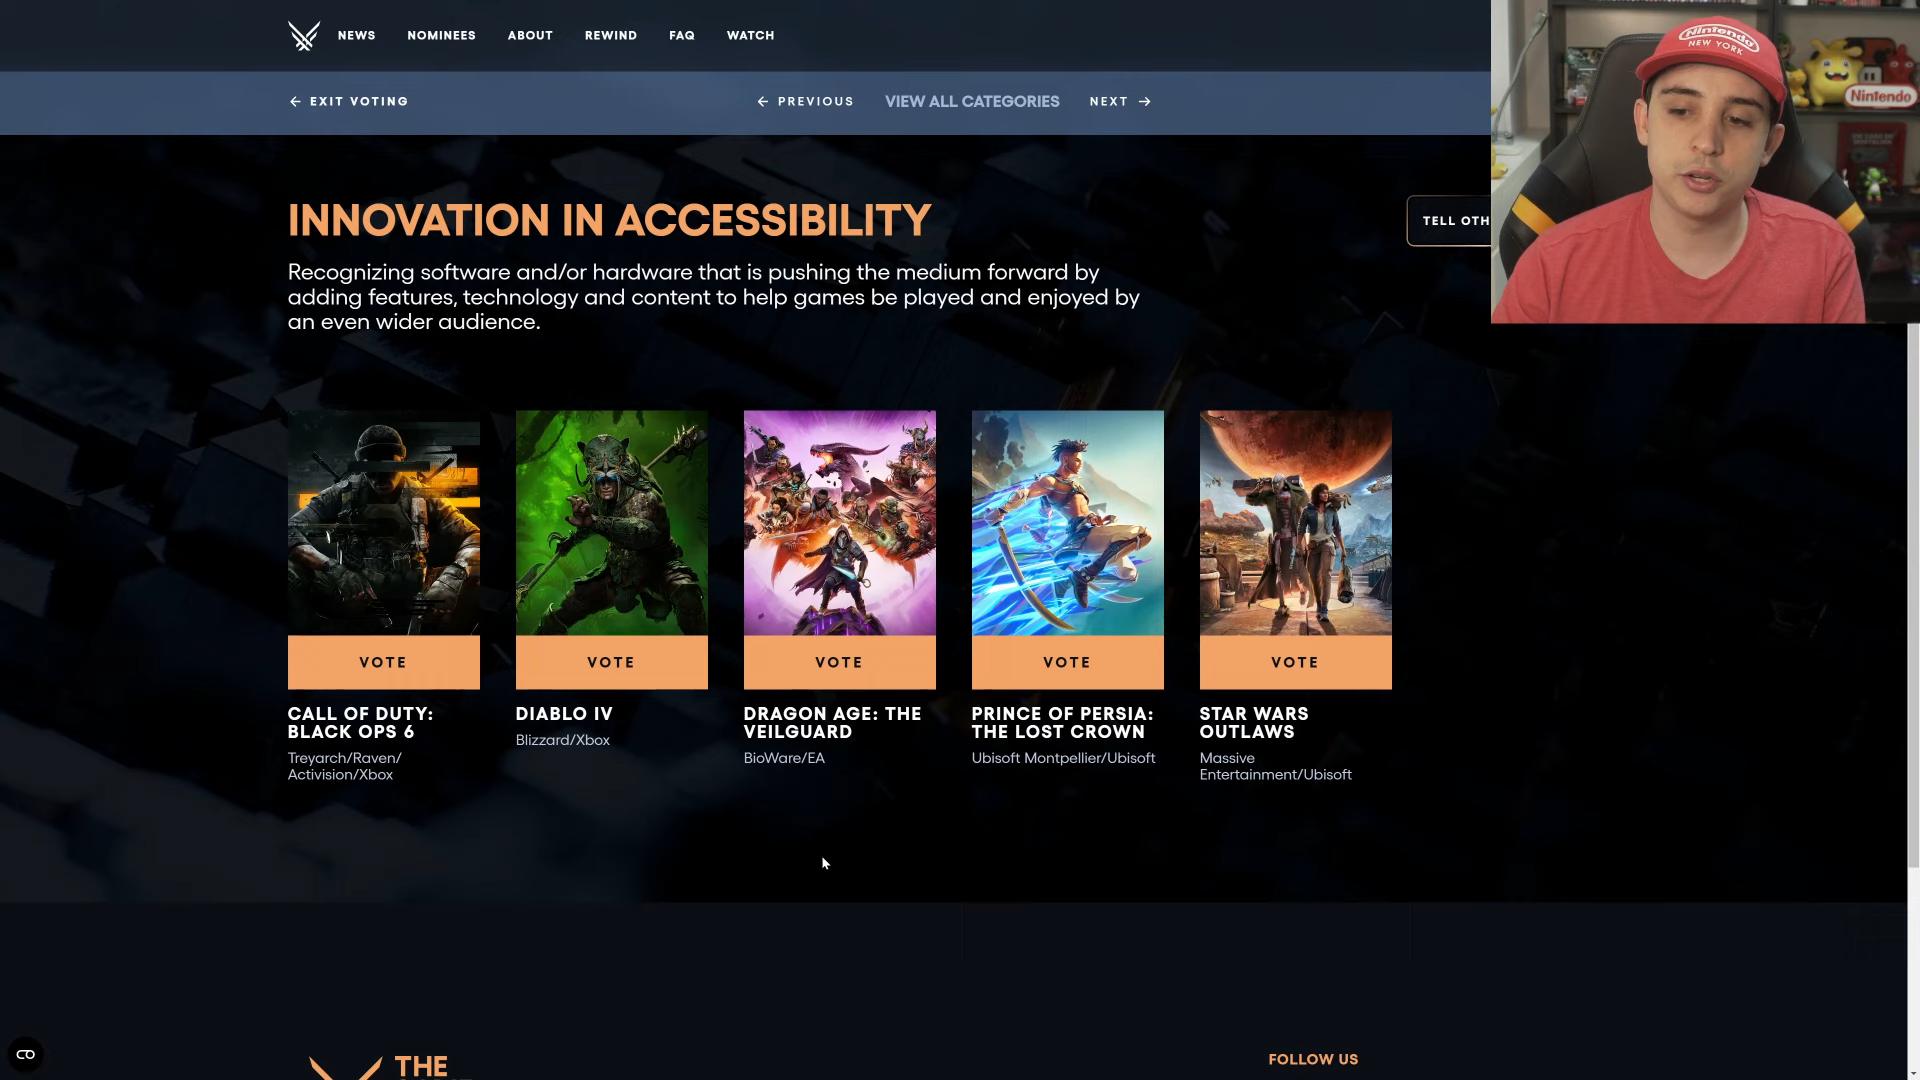 NEWS NOMINEES ABOUT REWIND FAQ WATCH
← EXIT VOTING
← PREVIOUS VIEW ALL CATEGORIES NEXT →
Nintendo
NEW YORK
Nintendo
INNOVATION IN ACCESSIBILITY
TELL OTH
Recognizing software and/or hardware that is pushing the medium forward by
adding features, technology and content to help games be played and enjoyed by
an even wider audience.
VOTE VOTE VOTE VOTE VOTE
CALL OF DUTY:
BLACK OPS 6
Treyarch/Raven/
Activision/Xbox
DIABLO IV
Blizzard/Xbox
DRAGON AGE: THE
VEILGUARD
BioWare/EA
PRINCE OF PERSIA:
THE LOST CROWN
Ubisoft Montpellier/Ubisoft
STAR WARS
OUTLAWS
Massive
Entertainment/Ubisoft
THE
FOLLOW US